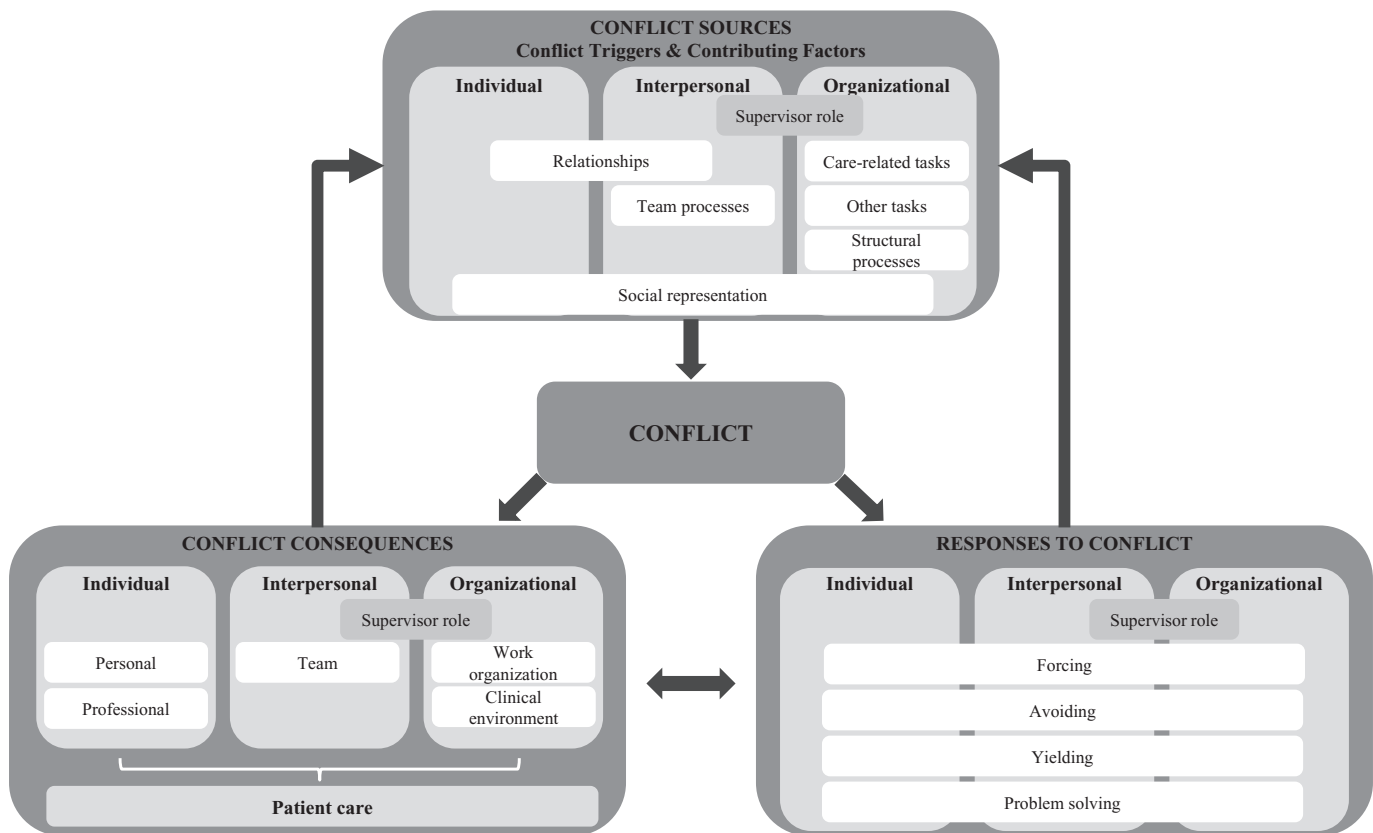 CONFLICT SOURCES
Conflict Triggers & Contributing Factors
Individual
Interpersonal
Organizational
Supervisor role
Relationships
Care-related tasks
Team processes
Other tasks
Structural
processes
Social representation
CONFLICT
CONFLICT CONSEQUENCES
Individual
Interpersonal
Organizational
Supervisor role
Personal
Team
Work
organization
Professional
Clinical
environment
Patient care
RESPONSES TO CONFLICT
Individual
Interpersonal
Organizational
Supervisor role
Forcing
Avoiding
Yielding
Problem solving